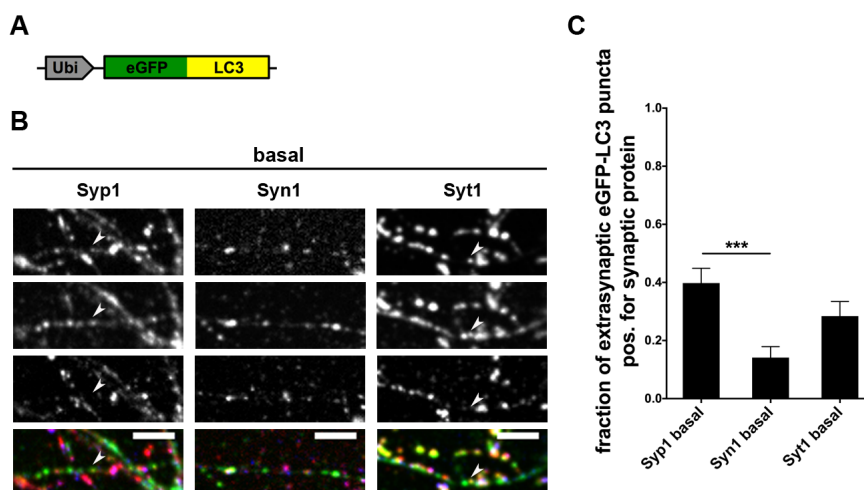 A
Ubi eGFP LC3
B
basal
Syp1 Syn1 Syt1
C
fraction of extrasynaptic eGFP-LC3 puncta
pos. for synaptic protein
1.0
0.8
0.6
0.4
0.2
0.0
***
Syp1 basal
Syn1 basal
Syt1 basal